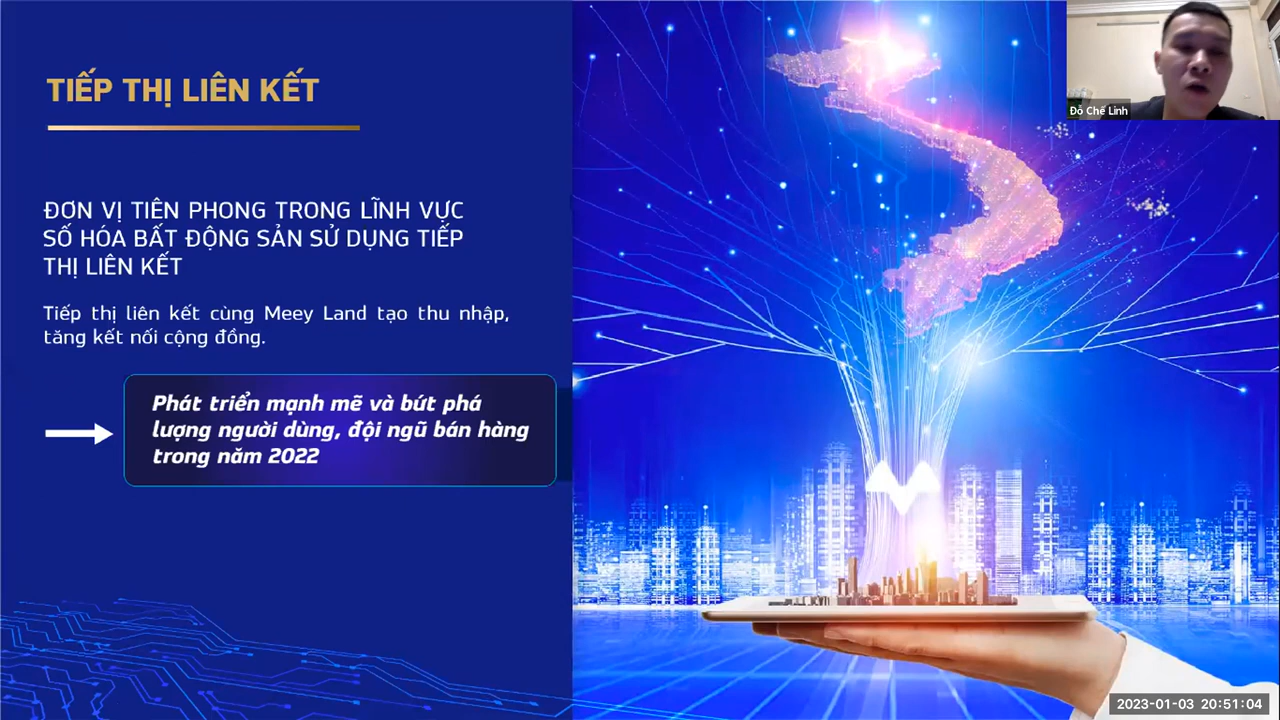 TIẾP THỊ LIÊN KẾT
ĐƠN VỊ TIÊN PHONG TRONG LĨNH VỰC
SỐ HÓA BẤT ĐỘNG SẢN SỬ DỤNG TIẾP
THỊ LIÊN KẾT
Tiếp thị liên kết cùng Meey Land tạo thu nhập,
tăng kết nối cộng đồng.
Phát triển mạnh mẽ và bứt phá
lượng người dùng, đội ngũ bán hàng
trong năm 2022
Đỗ Chế Linh
2023-01-03 20:51:04